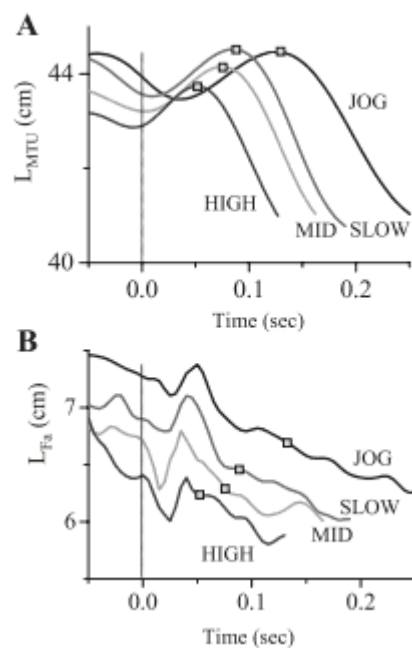 A
44
L_MTU (cm)
JOG
HIGH
MID
SLOW
40
0.0
0.1
0.2
Time (sec)
B
7
L_Fa (cm)
JOG
SLOW
6
MID
HIGH
0.0
0.1
0.2
Time (sec)